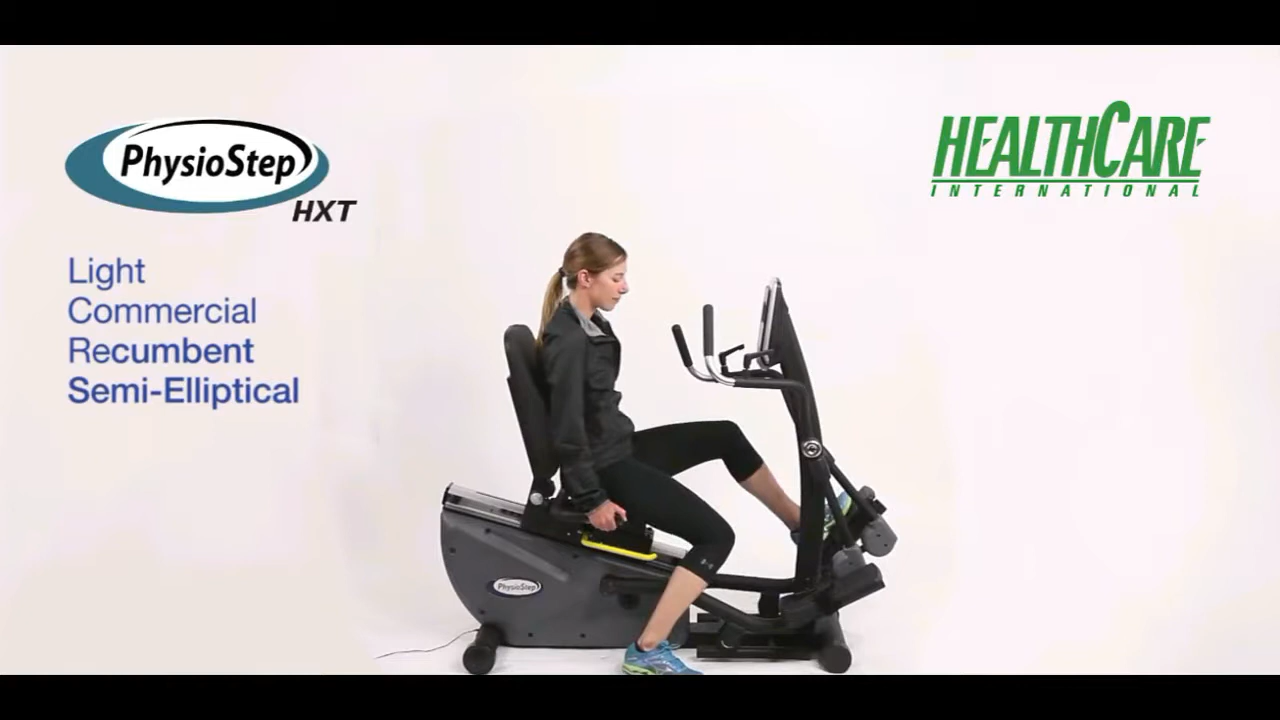 PhysioStep
HXT
HEALTHCARE
INTERNATIONAL
Light
Commercial
Recumbent
Semi-Elliptical
PhysioStep